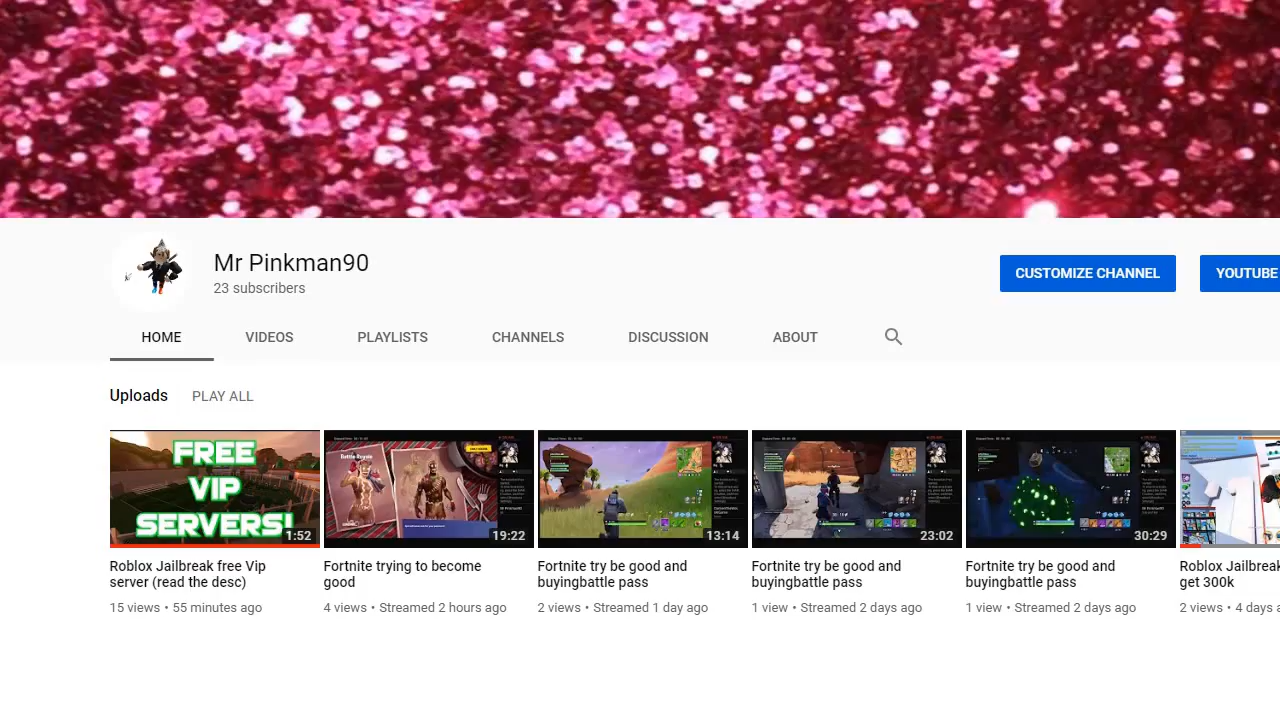 Mr Pinkman90
23 subscribers
CUSTOMIZE CHANNEL
YOUTUBE
HOME
VIDEOS
PLAYLISTS
CHANNELS
DISCUSSION
ABOUT
Uploads
PLAY ALL
FREE
VIP
SERVERS!
1:52
Battle Royale
19:22
13:14
23:02
30:29
Roblox Jailbreak free Vip
server (read the desc)
15 views • 55 minutes ago
Fortnite trying to become
good
4 views • Streamed 2 hours ago
Fortnite try be good and
buyingbattle pass
2 views • Streamed 1 day ago
Fortnite try be good and
buyingbattle pass
1 view • Streamed 2 days ago
Fortnite try be good and
buyingbattle pass
1 view • Streamed 2 days ago
Roblox Jailbreak
get 300k
2 views • 4 days